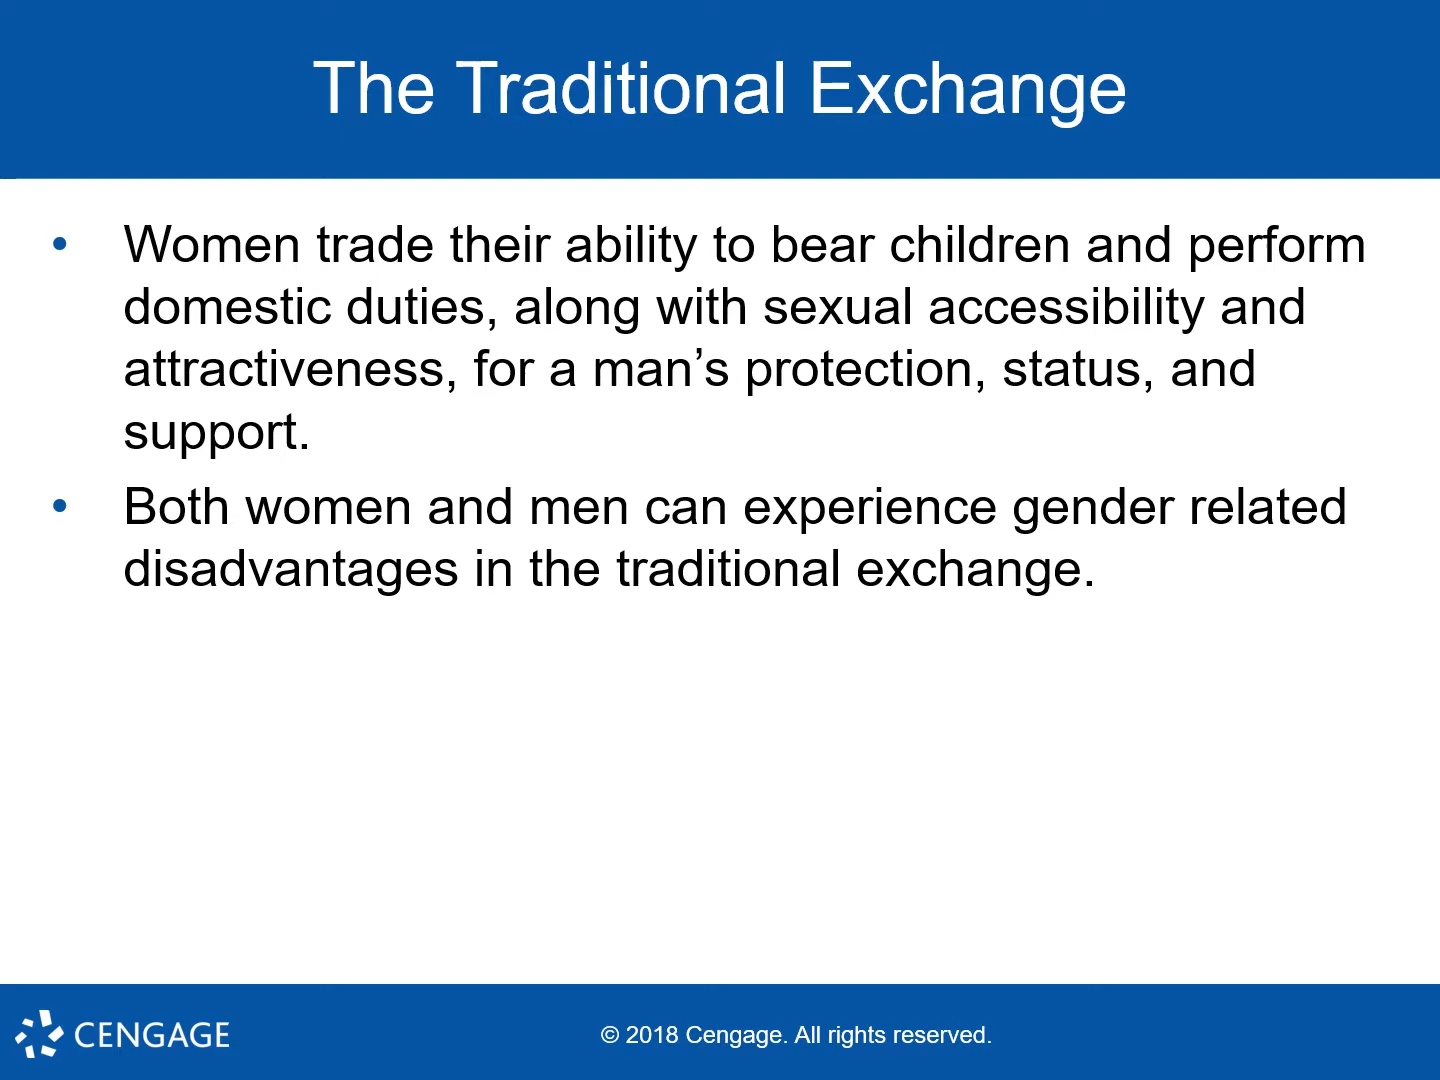 The Traditional Exchange
• Women trade their ability to bear children and perform
domestic duties, along with sexual accessibility and
attractiveness, for a man’s protection, status, and
support.
• Both women and men can experience gender related
disadvantages in the traditional exchange.
CENGAGE
© 2018 Cengage. All rights reserved.